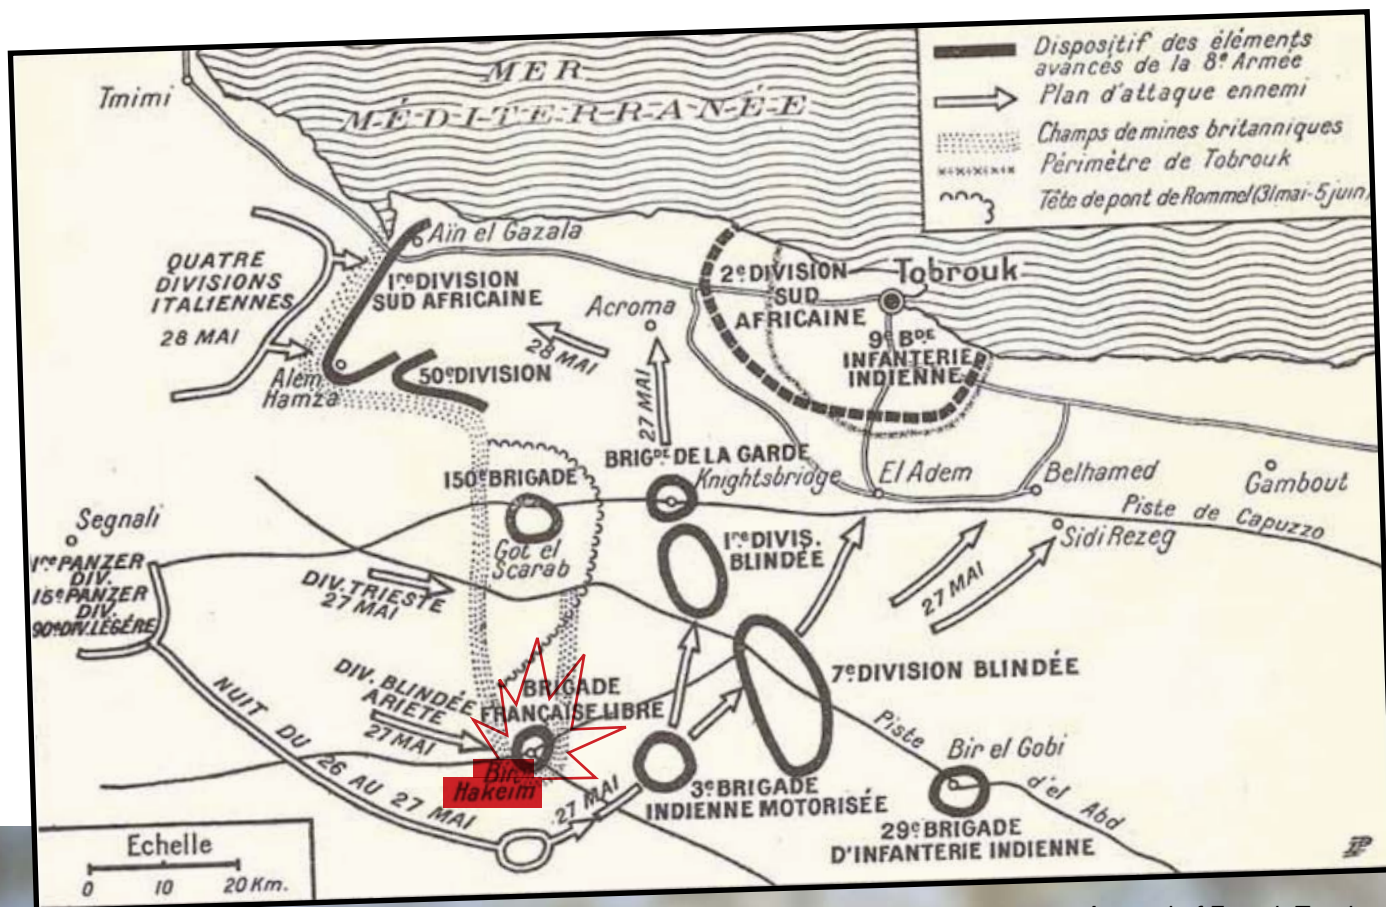 MER
MÉDITERRANÉE
Tmimi
Dispositif des éléments
avancés de la 8e Armée
Plan d'attaque ennemi
Champs de mines britanniques
Périmètre de Tobrouk
Tête de pont de Rommel (31 mai-5 juin)
Aïn el Gazala
QUATRE
DIVISIONS
ITALIENNES
28 MAI
1re DIVISION
SUD AFRICAINE
2e DIVISION
SUD
AFRICAINE
Tobrouk
Acroma
28 MAI
9e BDE
INFANTERIE
INDIENNE
Alem
Hamza
50e DIVISION
27 MAI
BRIGDE DE LA GARDE
Knightsbridge
150e BRIGADE
El Adem
Belhamed
Gambout
Segnali
Got el
Scarab
Piste de Capuzzo
Sidi Rezeg
1re DIVIS.
BLINDÉE
1re PANZER
DIV.
15e PANZER
DIV.
90e DIV. LÉGÉRE
DIV. TRIESTE
27 MAI
27 MAI
7e DIVISION BLINDÉE
DIV. BLINDÉE
ARIETE
27 MAI
BRIGADE
FRANÇAISE LIBRE
NUIT DU 26 AU 27 MAI
Bir
Hakeim
27 MAI
3e BRIGADE
INDIENNE MOTORISÉE
Piste d'el Abd
Bir el Gobi
29e BRIGADE
D'INFANTERIE INDIENNE
Echelle
0 10 20 Km.